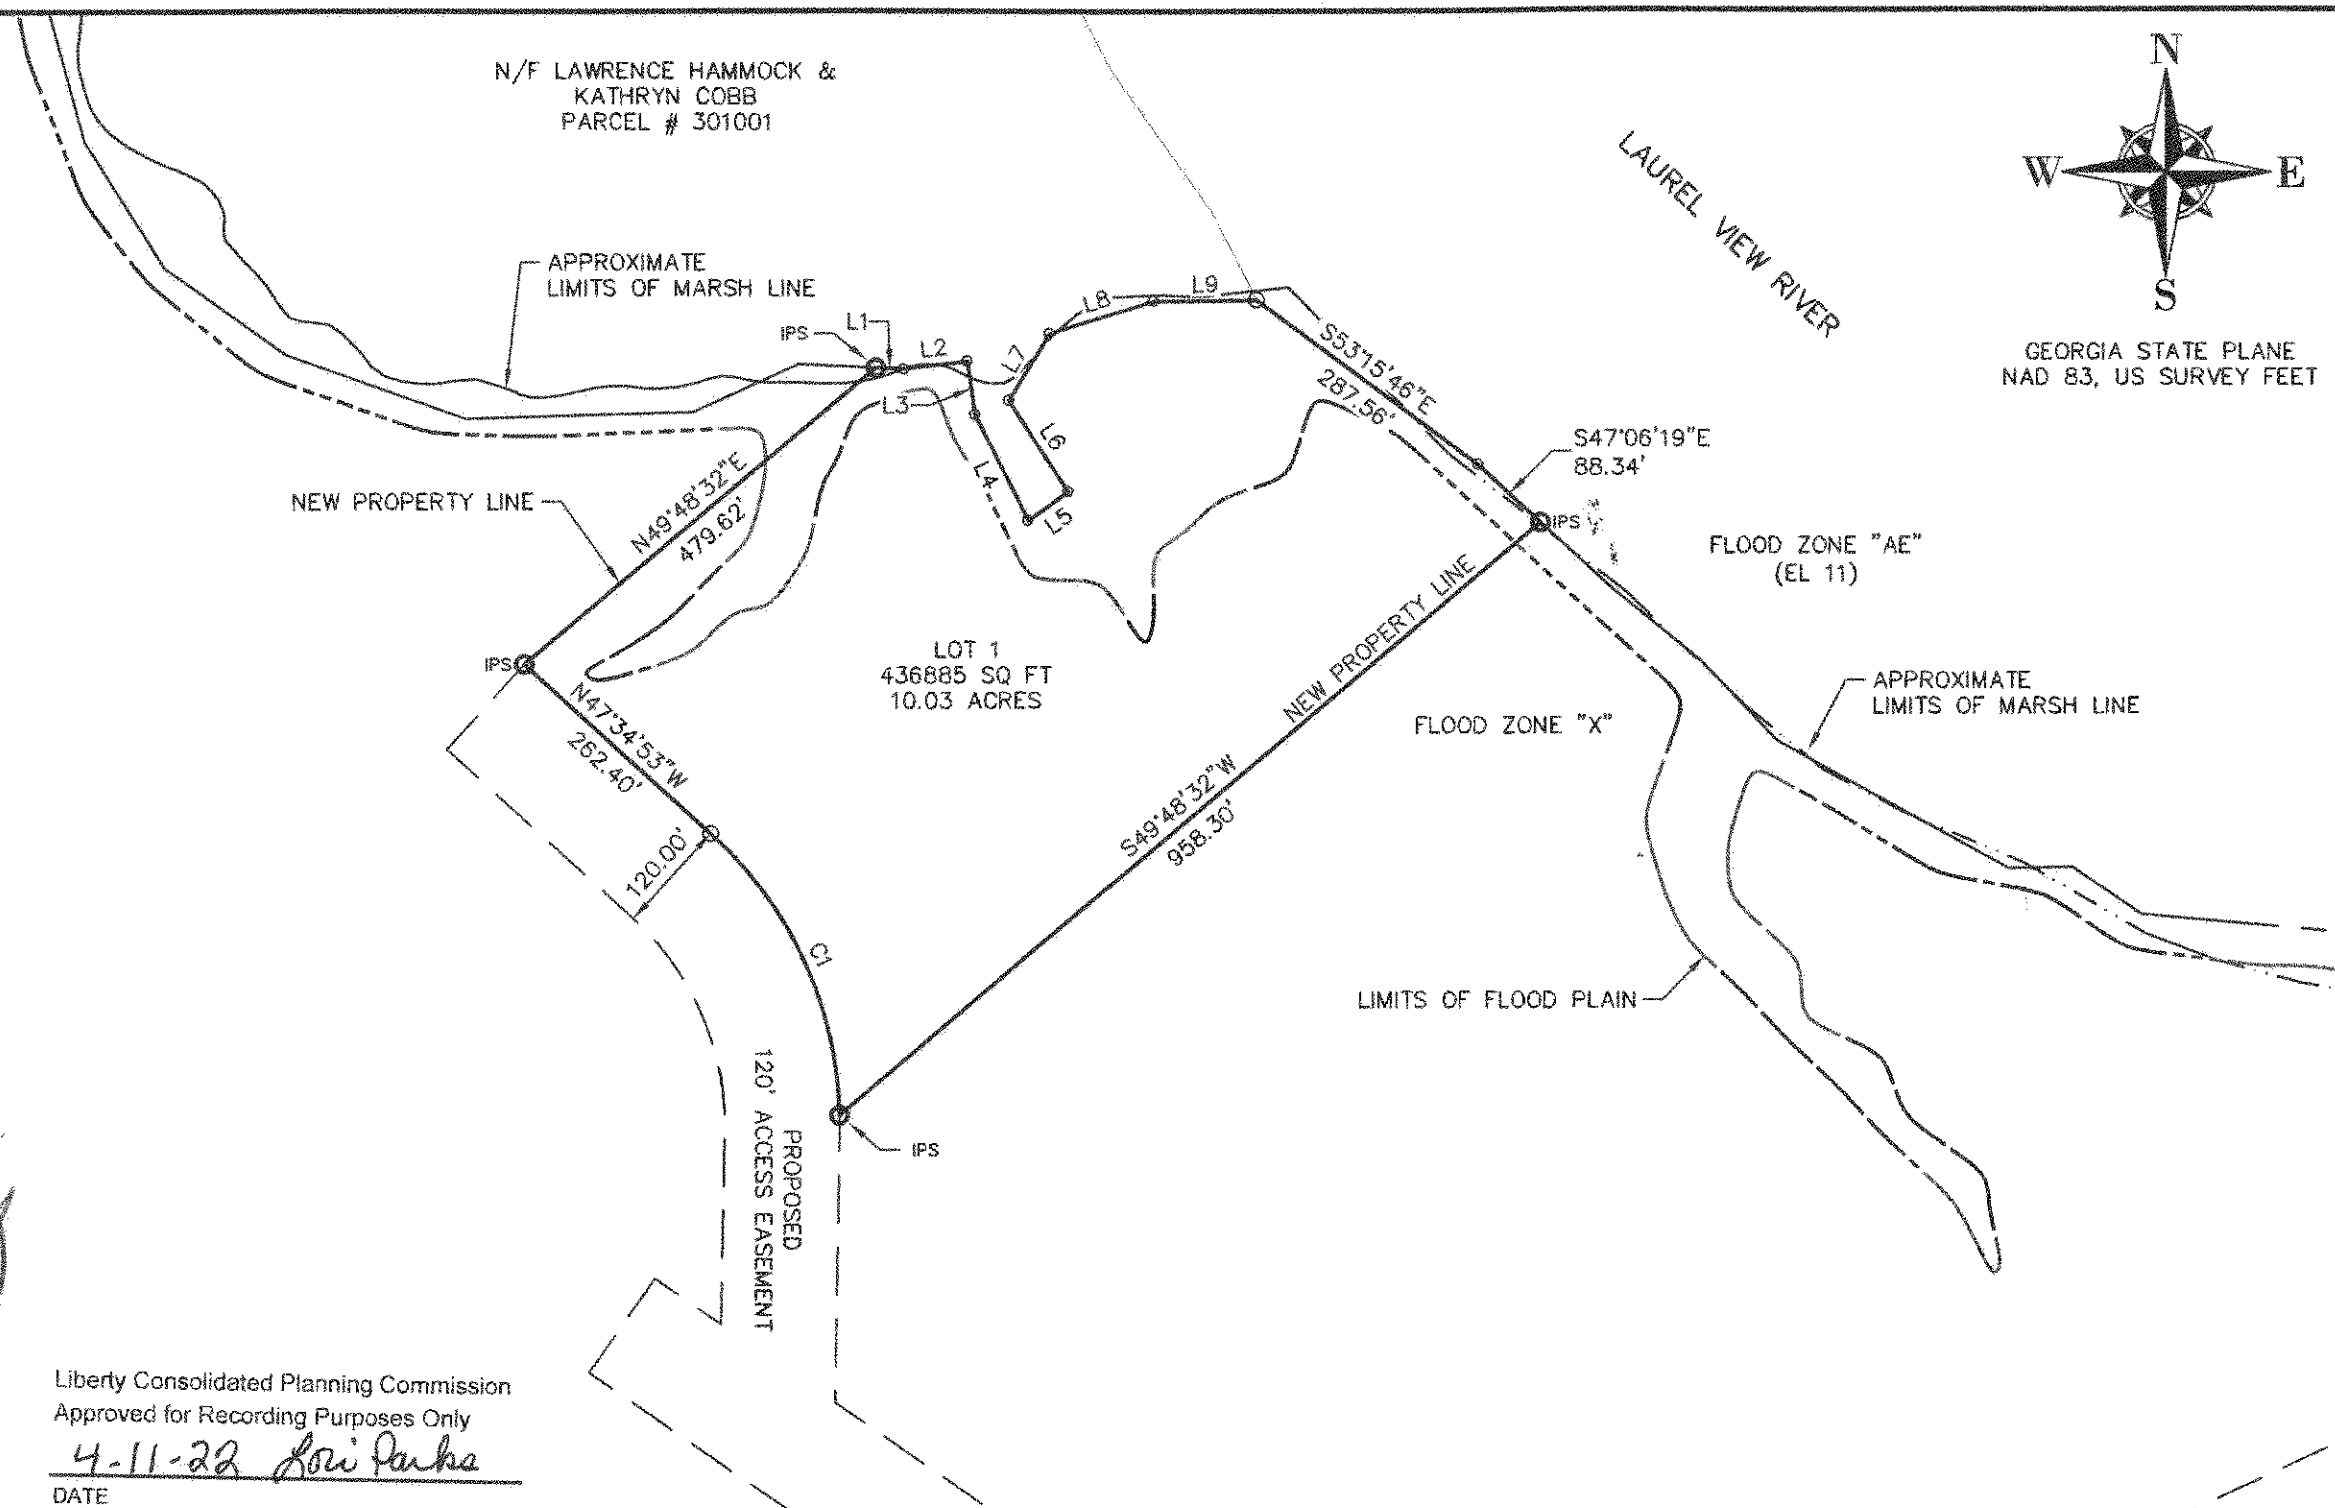 N/F LAWRENCE HAMMOCK &
KATHRYN COBB
PARCEL # 301001
N
W
E
S
GEORGIA STATE PLANE
NAD 83, US SURVEY FEET
LAUREL VIEW RIVER
APPROXIMATE
LIMITS OF MARSH LINE
IPS
L1
L2
L3
L4
L5
L6
L7
L8
L9
S53°15'46"E
287.56'
S47°06'19"E
88.34'
IPS
FLOOD ZONE "AE"
(EL 11)
NEW PROPERTY LINE
N49°48'32"E
479.62'
IPS
LOT 1
436885 SQ FT
10.03 ACRES
NEW PROPERTY LINE
S49°48'32"W
958.30'
FLOOD ZONE "X"
APPROXIMATE
LIMITS OF MARSH LINE
N47°34'53"W
262.40'
120.00'
C1
LIMITS OF FLOOD PLAIN
IPS
PROPOSED
120' ACCESS EASEMENT
Liberty Consolidated Planning Commission
Approved for Recording Purposes Only
4-11-22 Lori Parks
DATE